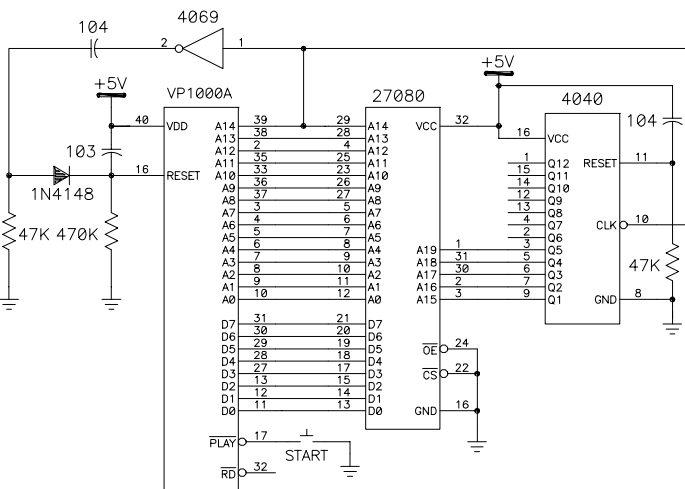 4069
104
2
1
+5V
VP1000A
27080
+5V
4040
104
40 VDD
103
16 RESET
1N4148
47K
470K
A14 39 29 A14
A13 38 28 A13
A12 2 4 A12
A11 35 25 A11
A10 33 23 A10
A9 36 26 A9
A8 37 27 A8
A7 3 5 A7
A6 4 6 A6
A5 5 7 A5
A4 6 8 A4
A3 7 9 A3
A2 8 10 A2
A1 9 11 A1
A0 10 12 A0
D7 31 21 D7
D6 30 20 D6
D5 29 19 D5
D4 28 18 D4
D3 27 17 D3
D2 13 15 D2
D1 12 14 D1
D0 11 13 D0
PLAY 17
START
RD 32
VCC 32
16 VCC
1 Q12
15 Q11
14 Q10
12 Q9
13 Q8
4 Q7
2 Q6
A19 1 3 Q5
A18 31 5 Q4
A17 30 6 Q3
A16 2 7 Q2
A15 3 9 Q1
RESET 11
CLK 10
47K
GND 8
OE 24
CS 22
GND 16